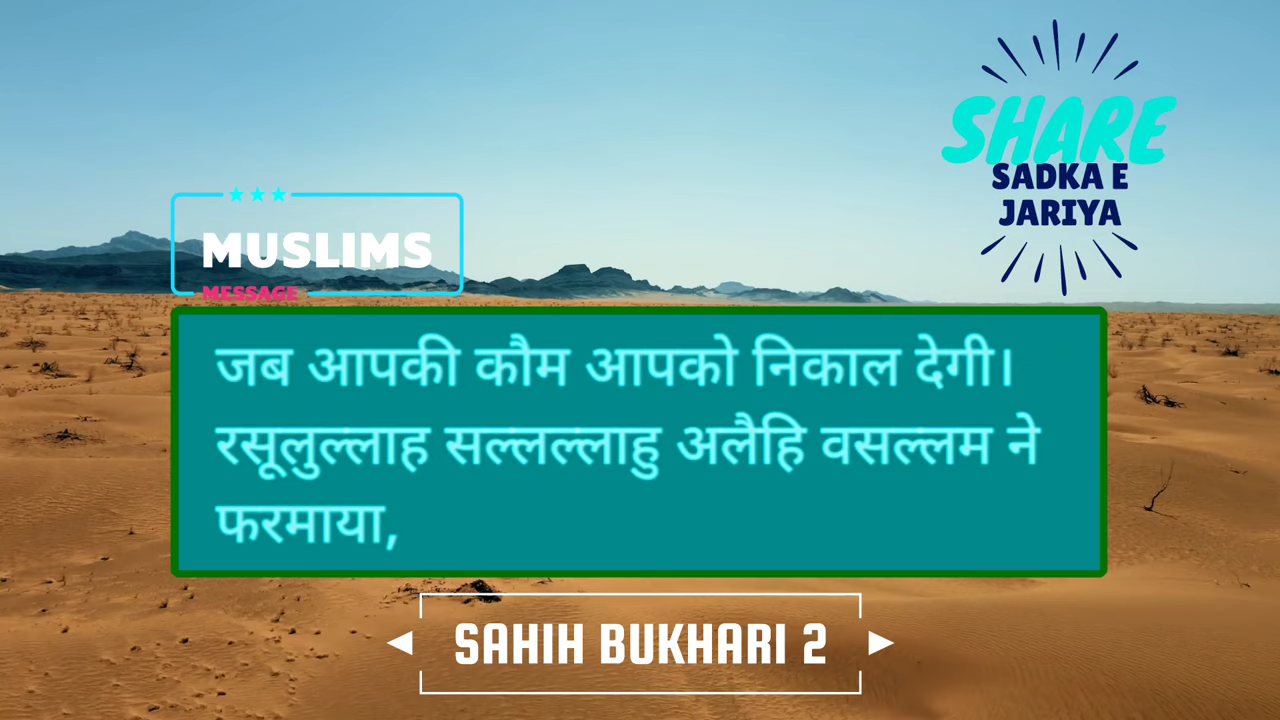 SHARE
SADKA E
JARIYA
MUSLIMS
MESSAGE
जब आपकी कौम आपको निकाल देगी।
रसूलुल्लाह सल्लल्लाहु अलैहि वसल्लम ने
फरमाया,
SAHIH BUKHARI 2